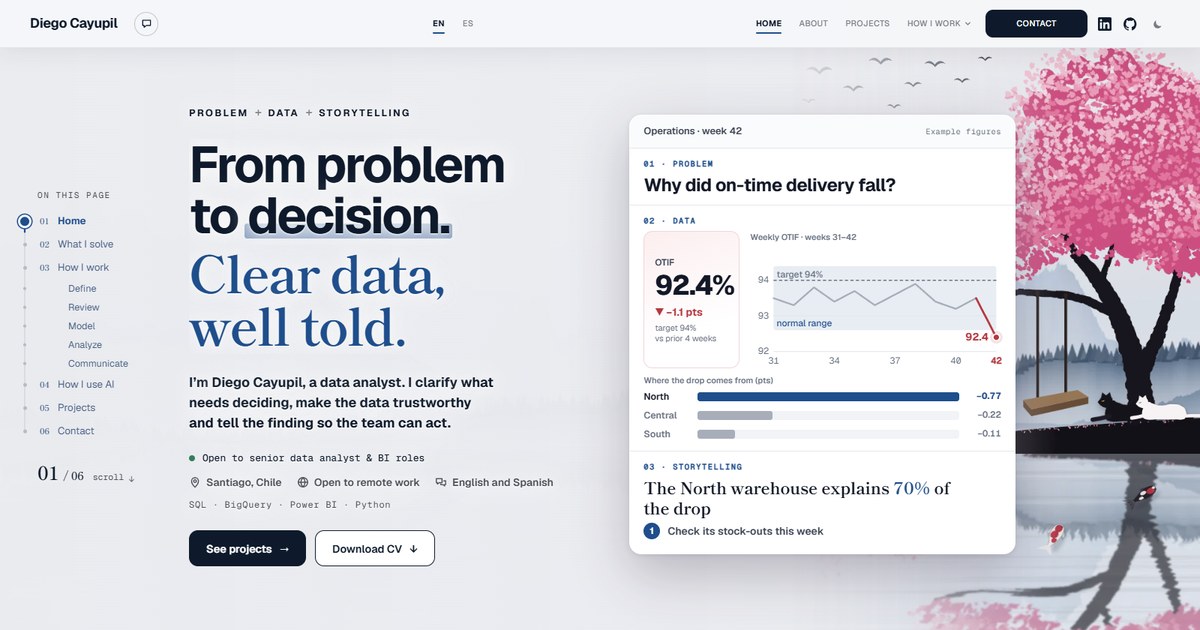 Diego Cayupil
EN ES
HOME ABOUT PROJECTS HOW I WORK CONTACT
ON THIS PAGE
01 Home
02 What I solve
03 How I work
Define
Review
Model
Analyze
Communicate
04 How I use AI
05 Projects
06 Contact
01 / 06 scroll ↓
PROBLEM + DATA + STORYTELLING
From problem
to decision.
Clear data,
well told.
I'm Diego Cayupil, a data analyst. I clarify what
needs deciding, make the data trustworthy
and tell the finding so the team can act.
Open to senior data analyst & BI roles
Santiago, Chile Open to remote work English and Spanish
SQL · BigQuery · Power BI · Python
See projects →
Download CV ↓
Operations · week 42 Example figures
01 · PROBLEM
Why did on-time delivery fall?
02 · DATA
OTIF
92.4%
▼ −1.1 pts
target 94%
vs prior 4 weeks
Weekly OTIF · weeks 31–42
target 94%
94
93
92
normal range
92.4
31 34 37 40 42
Where the drop comes from (pts)
North −0.77
Central −0.22
South −0.11
03 · STORYTELLING
The North warehouse explains 70% of
the drop
1 Check its stock-outs this week